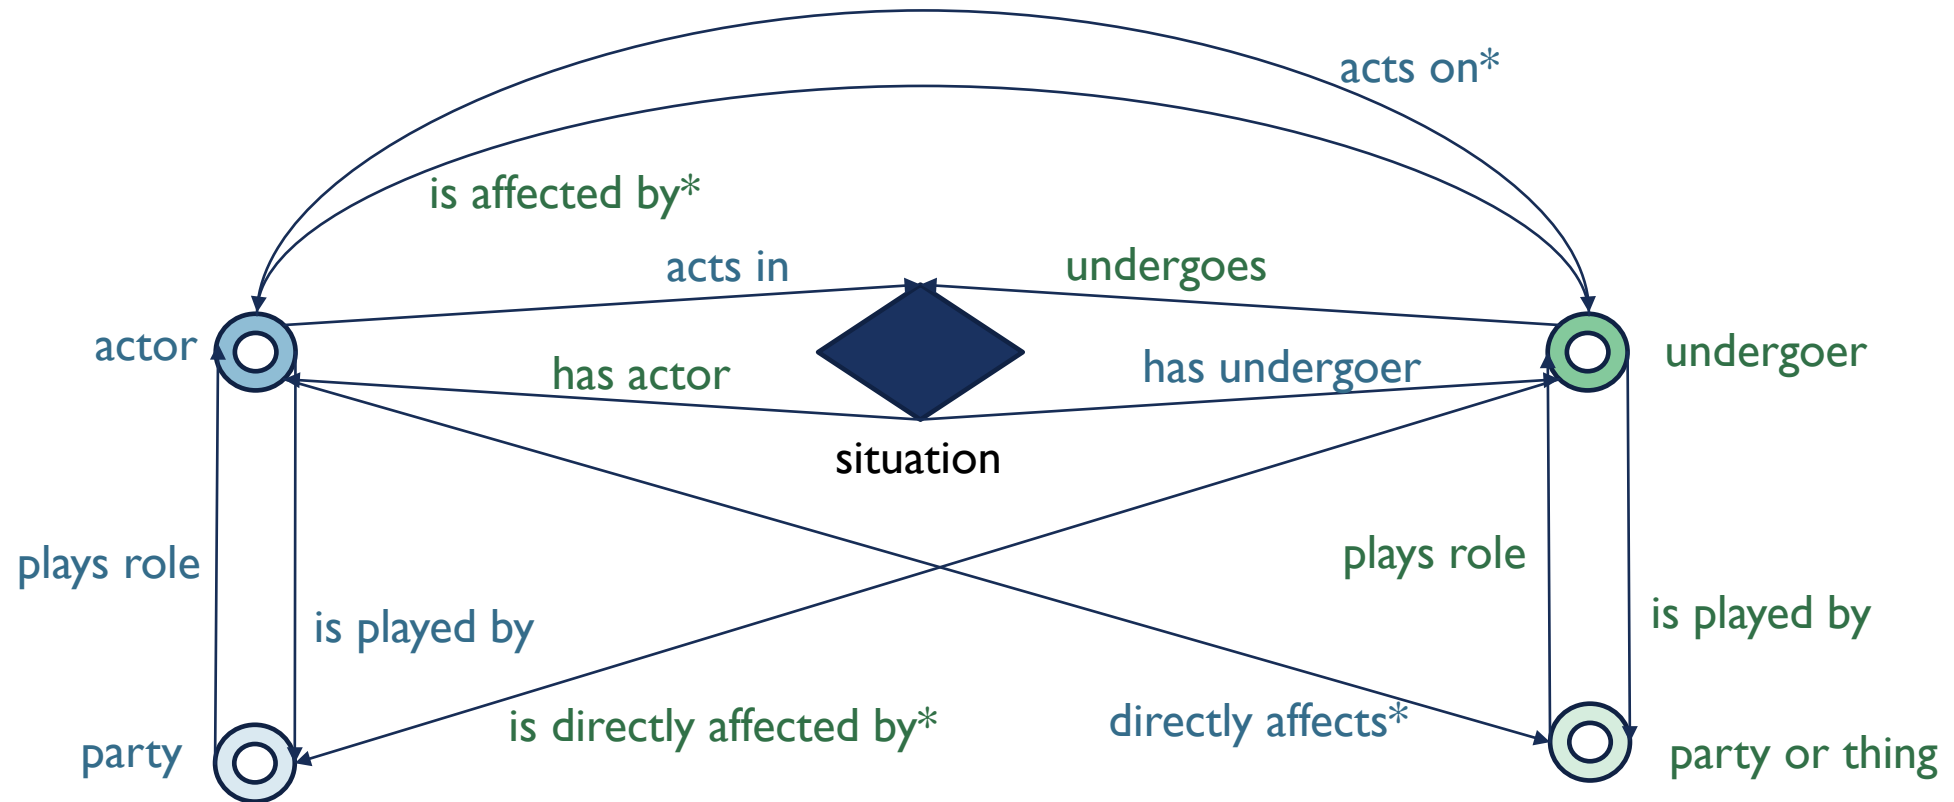 acts on*
is affected by*
acts in
undergoes
actor
has actor
has undergoer
undergoer
situation
plays role
plays role
is played by
is played by
party
is directly affected by*
directly affects*
party or thing